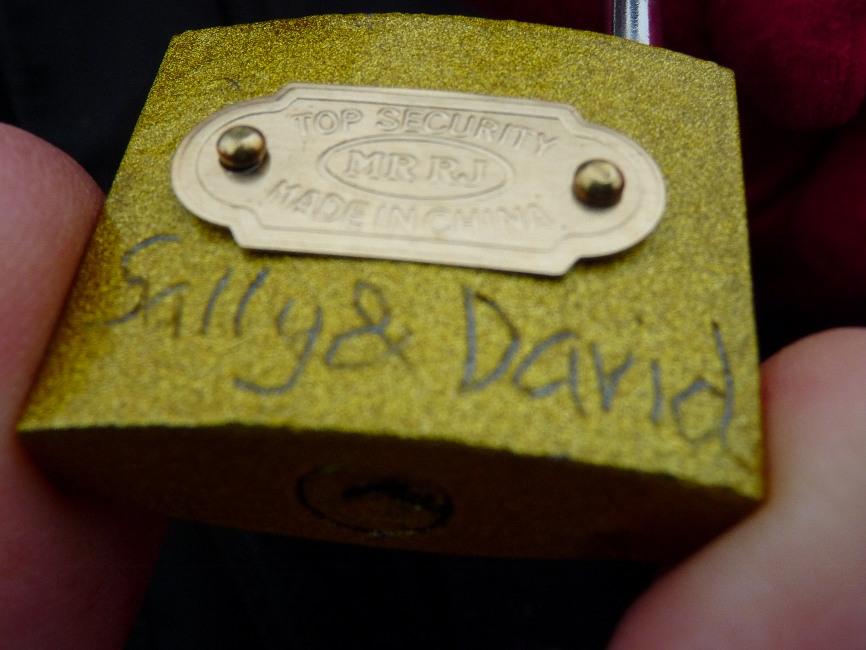 TOP SECURITY
MR RJ
MADE IN CHINA
Sally & David